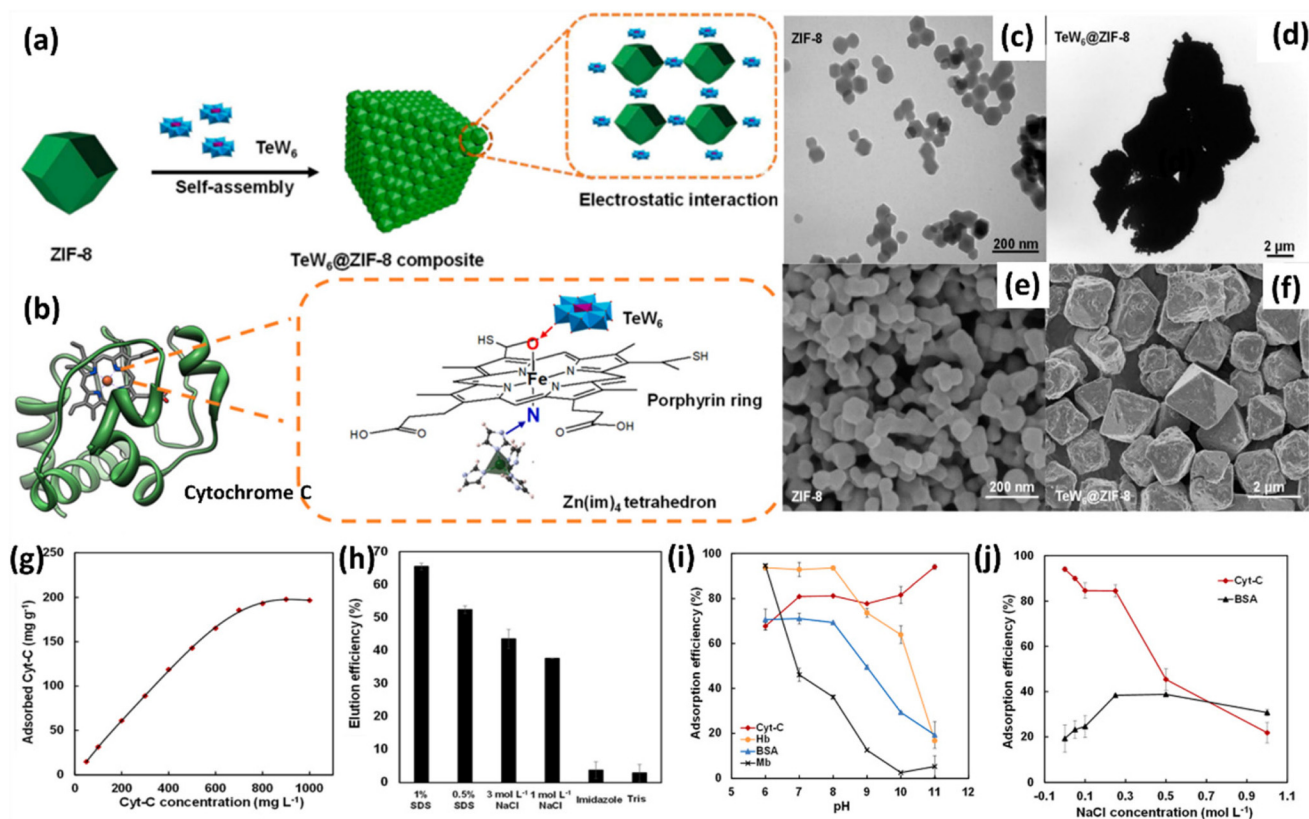 (a)
TeW6
Self-assembly
ZIF-8
TeW6@ZIF-8 composite
Electrostatic interaction
(b)
Cytochrome C
TeW6
HS
O
SH
N
N
Fe
N
N
Porphyrin ring
N
HO
O
O
OH
Zn(im)4 tetrahedron
ZIF-8
(c)
200 nm
TeW6@ZIF-8
(d)
2 µm
(e)
ZIF-8
200 nm
(f)
TeW6@ZIF-8
2 µm
(g)
Adsorbed Cyt-C (mg g-1)
250
200
150
100
50
0
0 200 400 600 800 1000
Cyt-C concentration (mg L-1)
(h)
Elution efficiency (%)
70
60
50
40
30
20
10
0
1% SDS
0.5% SDS
3 mol L-1 NaCl
1 mol L-1 NaCl
Imidazole
Tris
(i)
Adsorption efficiency (%)
100
80
60
40
20
0
Cyt-C
Hb
BSA
Mb
5 6 7 8 9 10 11 12
pH
(j)
Adsorption efficiency (%)
100
80
60
40
20
0
Cyt-C
BSA
-0.1 0.1 0.3 0.5 0.7 0.9 1.1
NaCl concentration (mol L-1)